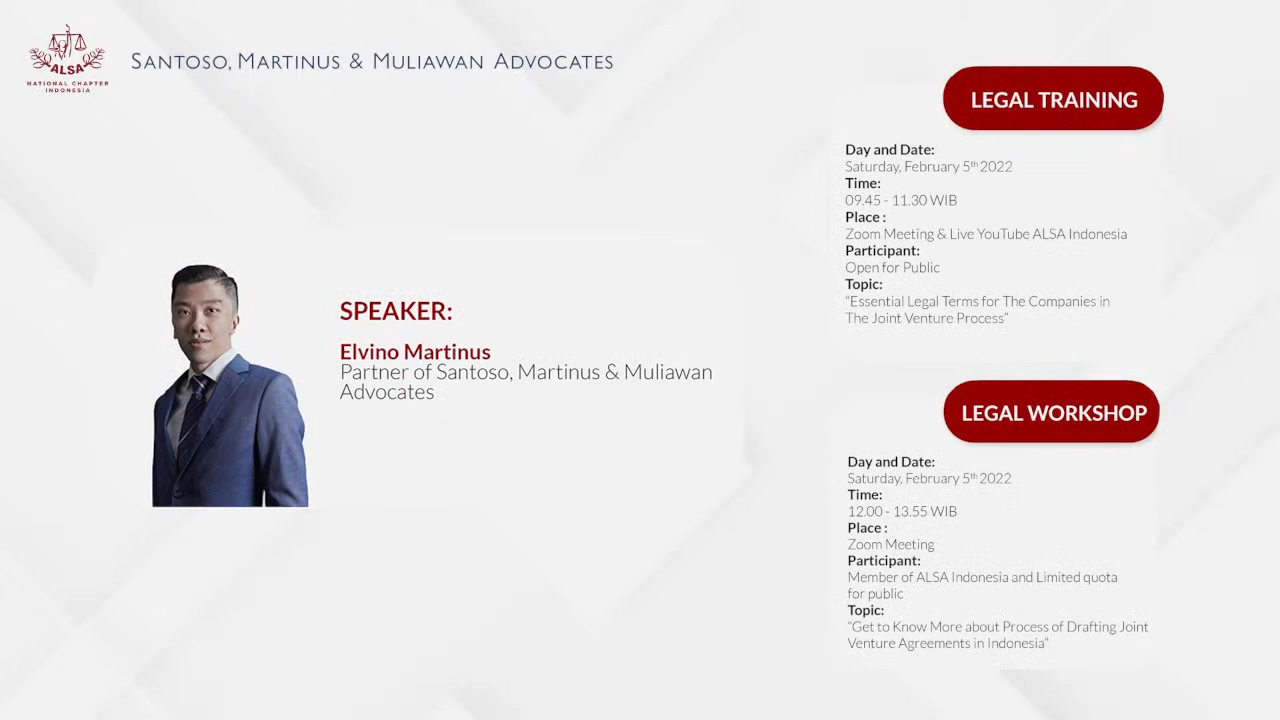 ALSA
NATIONAL CHAPTER
INDONESIA
SANTOSO, MARTINUS & MULIAWAN ADVOCATES
SPEAKER:
Elvino Martinus
Partner of Santoso, Martinus & Muliawan
Advocates
LEGAL TRAINING
Day and Date:
Saturday, February 5th 2022
Time:
09.45 - 11.30 WIB
Place :
Zoom Meeting & Live YouTube ALSA Indonesia
Participant:
Open for Public
Topic:
“Essential Legal Terms for The Companies in
The Joint Venture Process”
LEGAL WORKSHOP
Day and Date:
Saturday, February 5th 2022
Time:
12.00 - 13.55 WIB
Place :
Zoom Meeting
Participant:
Member of ALSA Indonesia and Limited quota
for public
Topic:
“Get to Know More about Process of Drafting Joint
Venture Agreements in Indonesia”